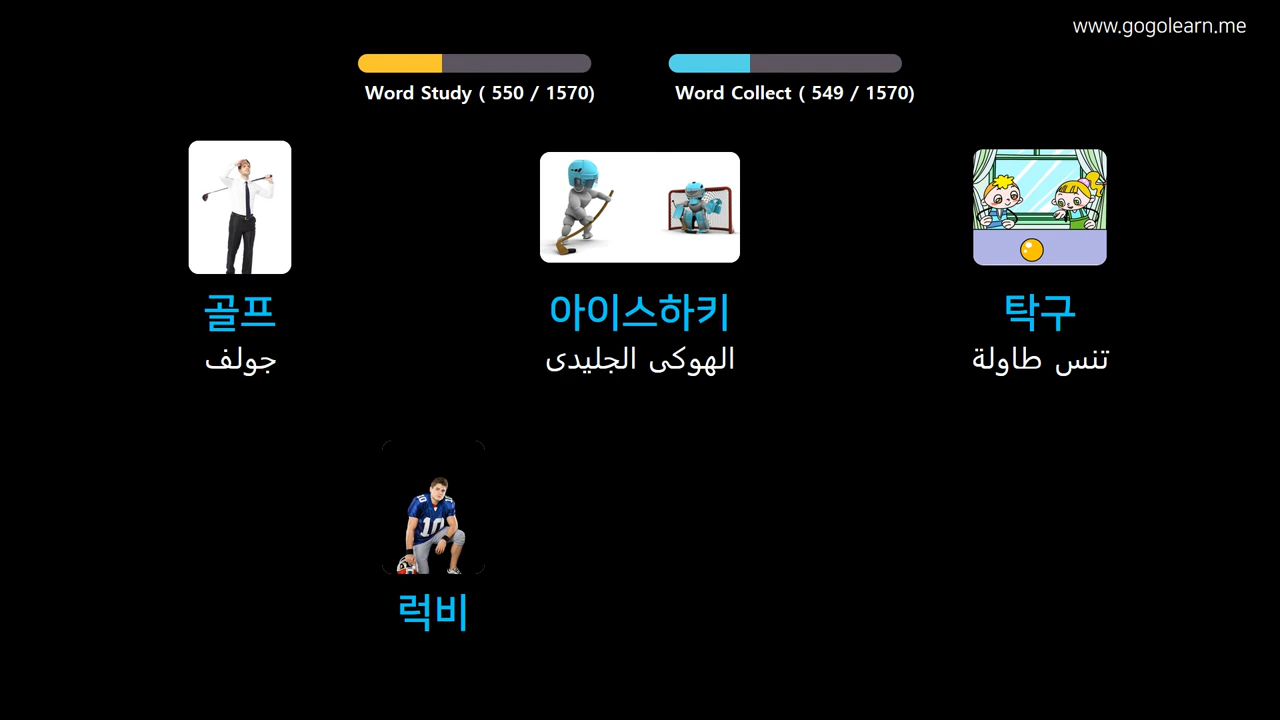 www.gogolearn.me
Word Study ( 550 / 1570)
Word Collect ( 549 / 1570)
골프
아이스하키
탁구
جولف
الهوكى الجليدى
تنس طاولة
10
럭비